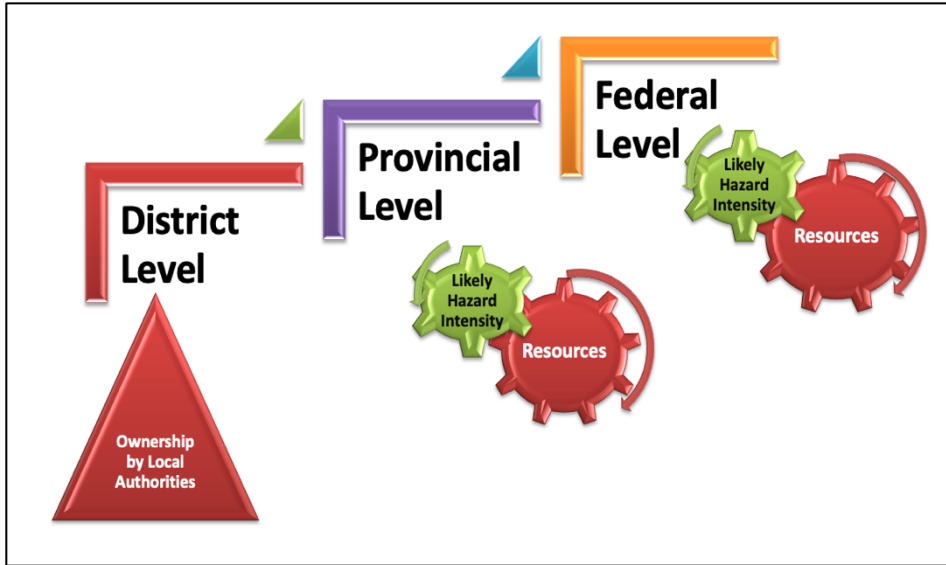 District
Level
Ownership
by Local
Authorities
Provincial
Level
Likely
Hazard
Intensity
Resources
Federal
Level
Likely
Hazard
Intensity
Resources